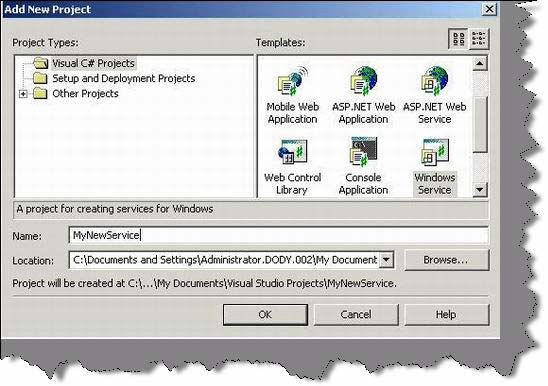 Add New Project
Project Types:
Templates:
Visual C# Projects
Setup and Deployment Projects
Other Projects
Mobile Web
Application
ASP.NET Web
Application
ASP.NET Web
Service
Web Control
Library
Console
Application
Windows
Service
A project for creating services for Windows
Name:
MyNewService
Location:
C:\Documents and Settings\Administrator.DODY.002\My Document
Browse...
Project will be created at C:\...\My Documents\Visual Studio Projects\MyNewService.
OK
Cancel
Help